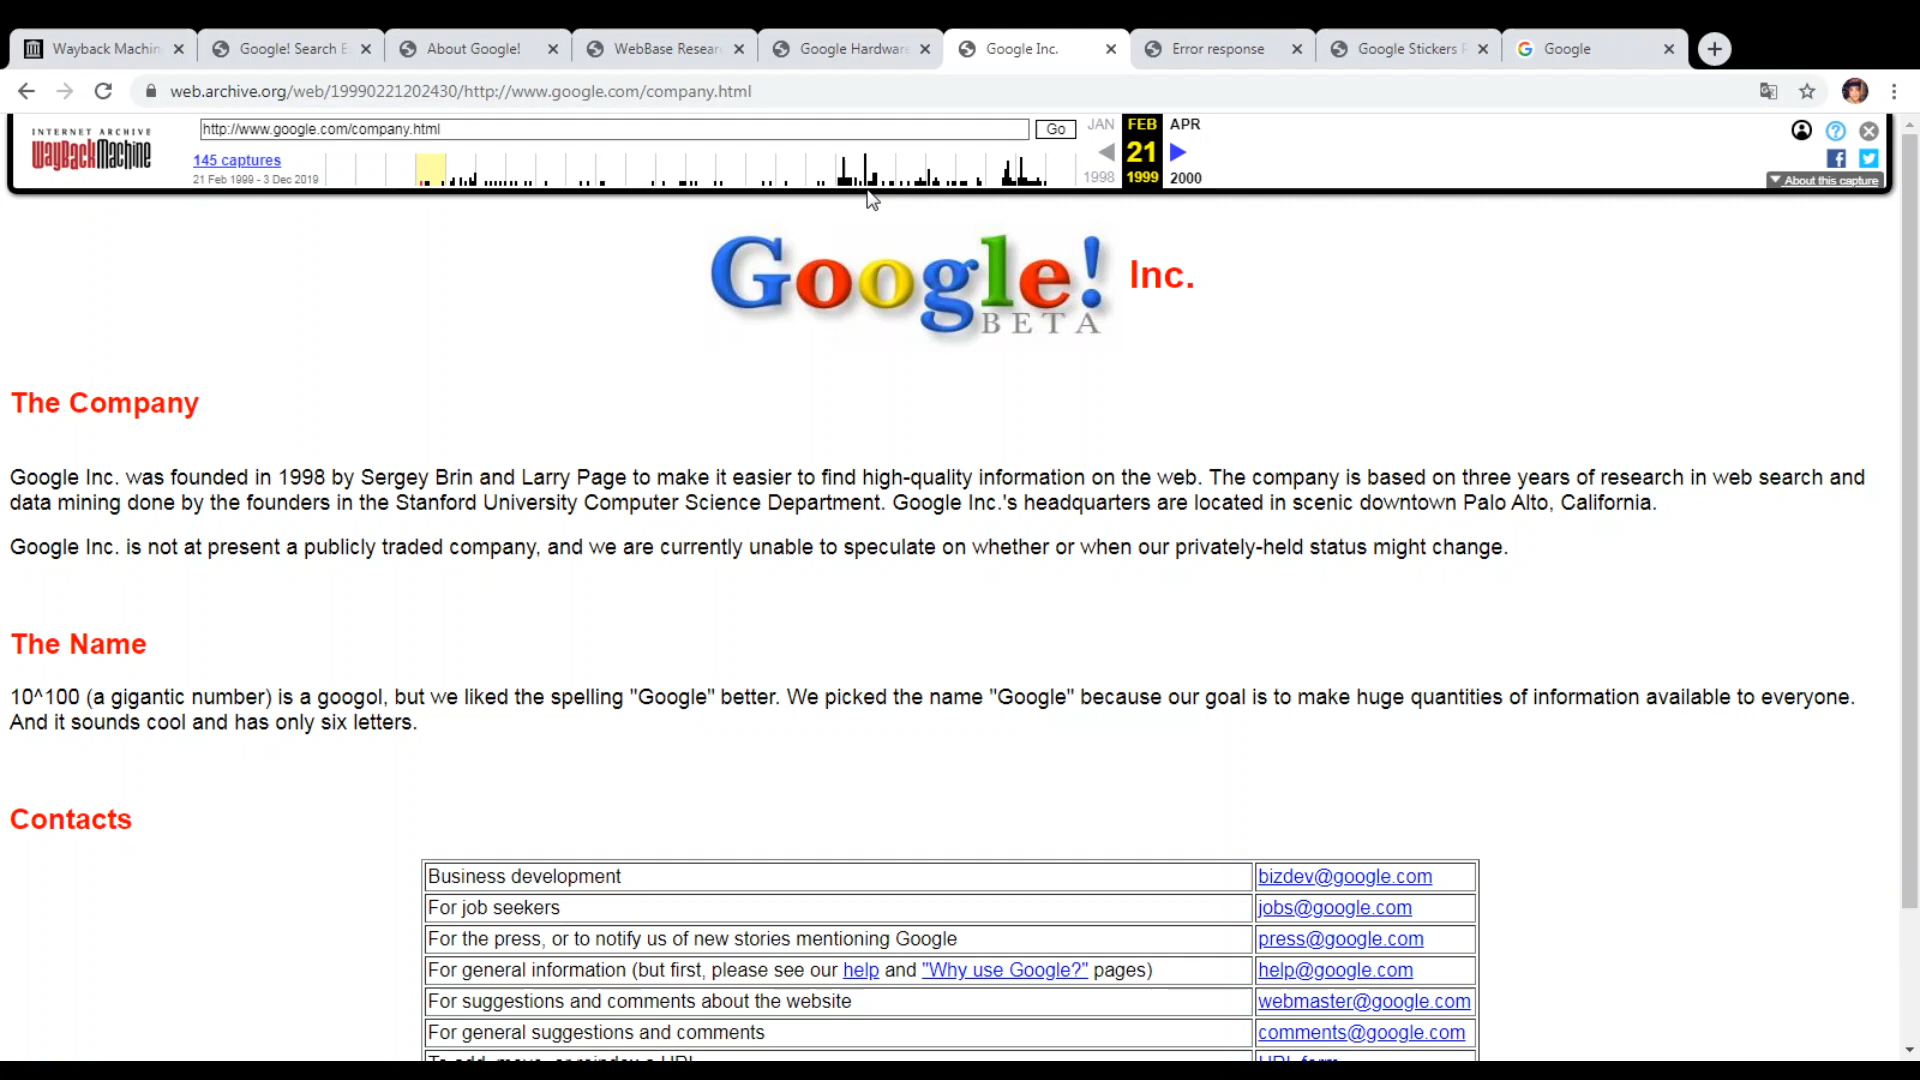 Wayback Machin
Google! Search E
About Google!
WebBase Resear
Google Hardware
Google Inc.
Error response
Google Stickers P
Google
web.archive.org/web/19990221202430/http://www.google.com/company.html
INTERNET ARCHIVE
WayBackMachine
http://www.google.com/company.html
Go
JAN FEB APR
145 captures
21 Feb 1999 - 3 Dec 2019
21
1998 1999 2000
About this capture
Google! Inc.
BETA
The Company
Google Inc. was founded in 1998 by Sergey Brin and Larry Page to make it easier to find high-quality information on the web. The company is based on three years of research in web search and
data mining done by the founders in the Stanford University Computer Science Department. Google Inc.'s headquarters are located in scenic downtown Palo Alto, California.
Google Inc. is not at present a publicly traded company, and we are currently unable to speculate on whether or when our privately-held status might change.
The Name
10^100 (a gigantic number) is a googol, but we liked the spelling "Google" better. We picked the name "Google" because our goal is to make huge quantities of information available to everyone.
And it sounds cool and has only six letters.
Contacts
Business development bizdev@google.com
For job seekers jobs@google.com
For the press, or to notify us of new stories mentioning Google press@google.com
For general information (but first, please see our help and "Why use Google?" pages) help@google.com
For suggestions and comments about the website webmaster@google.com
For general suggestions and comments comments@google.com
To add, move, or reindex a URL URL form